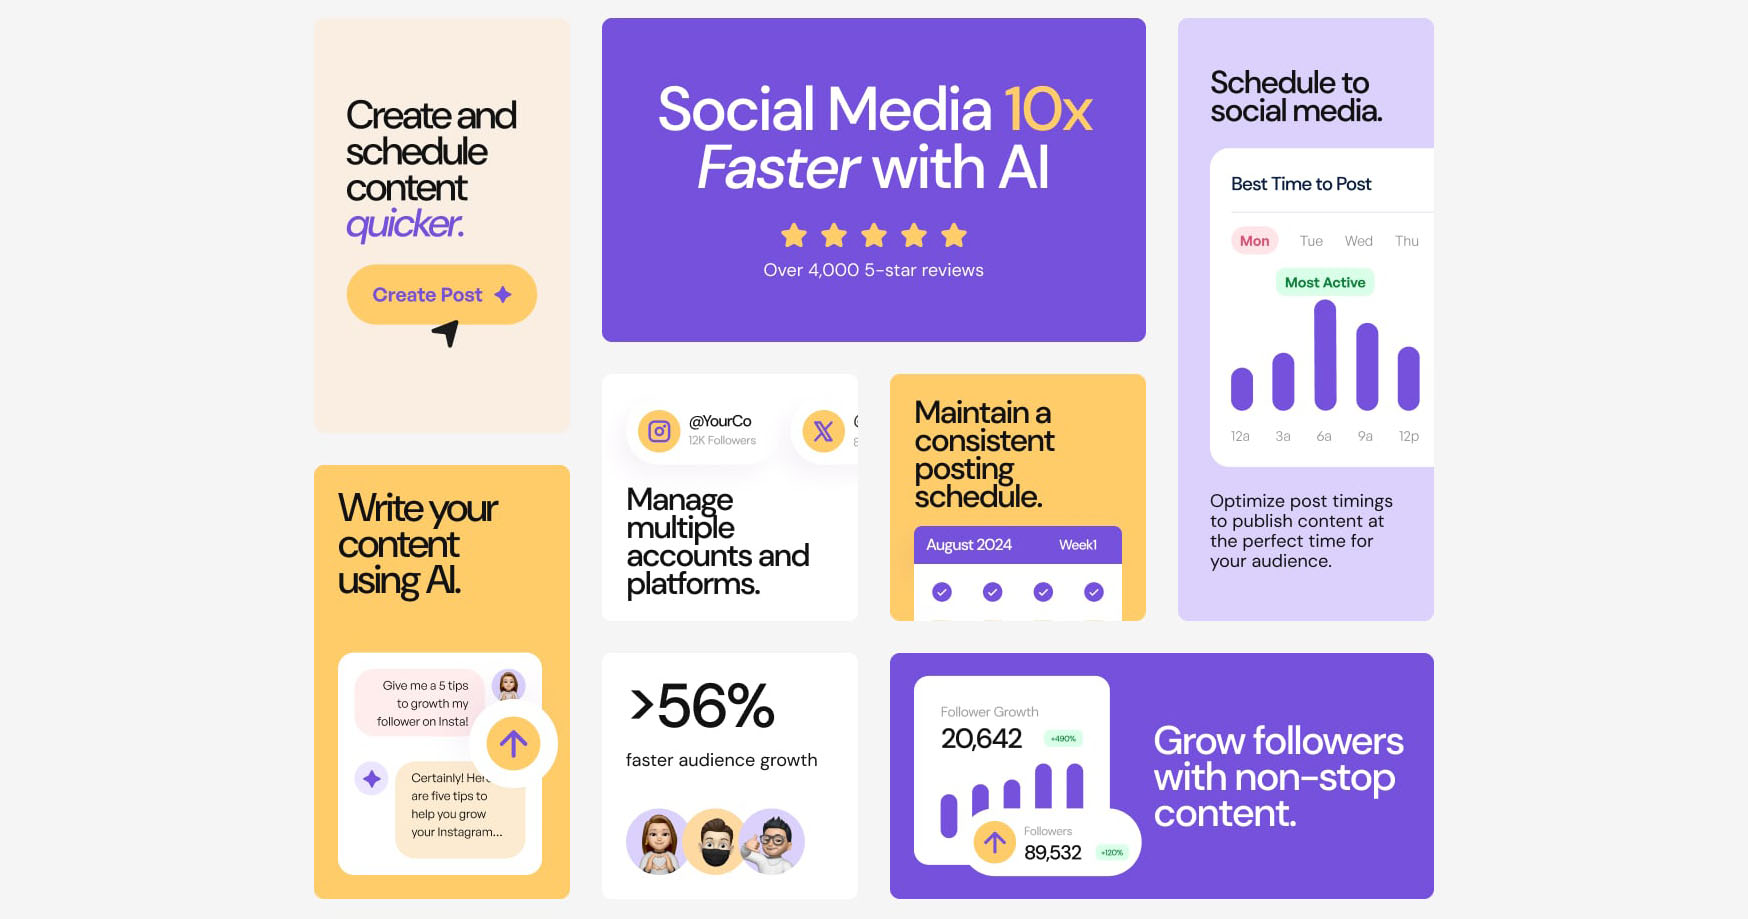 Create and
schedule
content
quicker.
Create Post
Write your
content
using AI.
Give me a 5 tips
to growth my
follower on Insta!
Certainly! Her
are five tips to
help you grow
your Instagram...
Social Media 10x
Faster with AI
Over 4,000 5-star reviews
@YourCo
12K Followers
Manage
multiple
accounts and
platforms.
Maintain a
consistent
posting
schedule.
August 2024 Week1
>56%
faster audience growth
Schedule to
social media.
Best Time to Post
Mon Tue Wed Thu
Most Active
12a 3a 6a 9a 12p
Optimize post timings
to publish content at
the perfect time for
your audience.
Follower Growth
20,642 +490%
Followers
89,532 +120%
Grow followers
with non-stop
content.